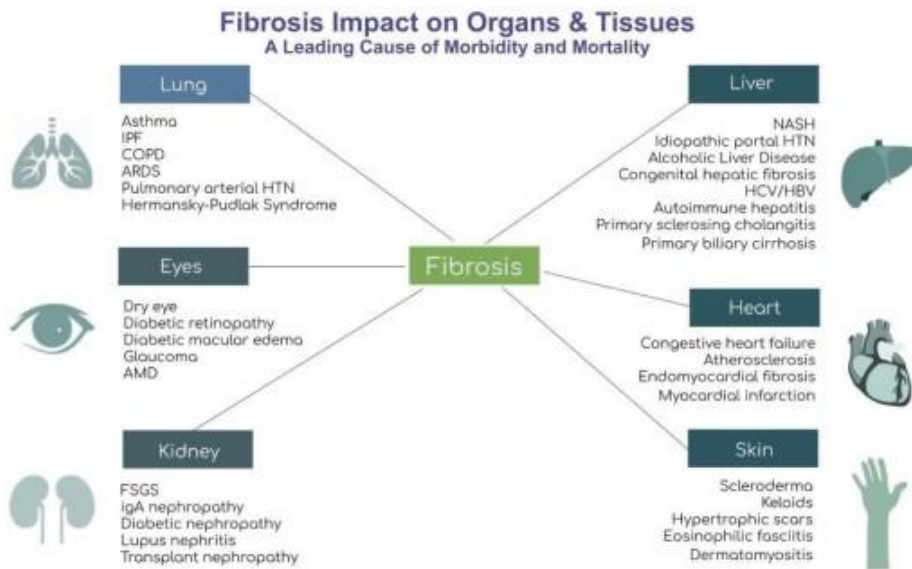 Fibrosis Impact on Organs & Tissues
A Leading Cause of Morbidity and Mortality
Lung
Asthma
IPF
COPD
ARDS
Pulmonary arterial HTN
Hermansky-Pudlak Syndrome
Eyes
Dry eye
Diabetic retinopathy
Diabetic macular edema
Glaucoma
AMD
Kidney
FSGS
igA nephropathy
Diabetic nephropathy
Lupus nephritis
Transplant nephropathy
Fibrosis
Liver
NASH
Idiopathic portal HTN
Alcoholic Liver Disease
Congenital hepatic fibrosis
HCV/HBV
Autoimmune hepatitis
Primary sclerosing cholangitis
Primary biliary cirrhosis
Heart
Congestive heart failure
Atherosclerosis
Endomyocardial fibrosis
Myocardial infarction
Skin
Scleroderma
Keloids
Hypertrophic scars
Eosinophilic fasciitis
Dermatomyositis